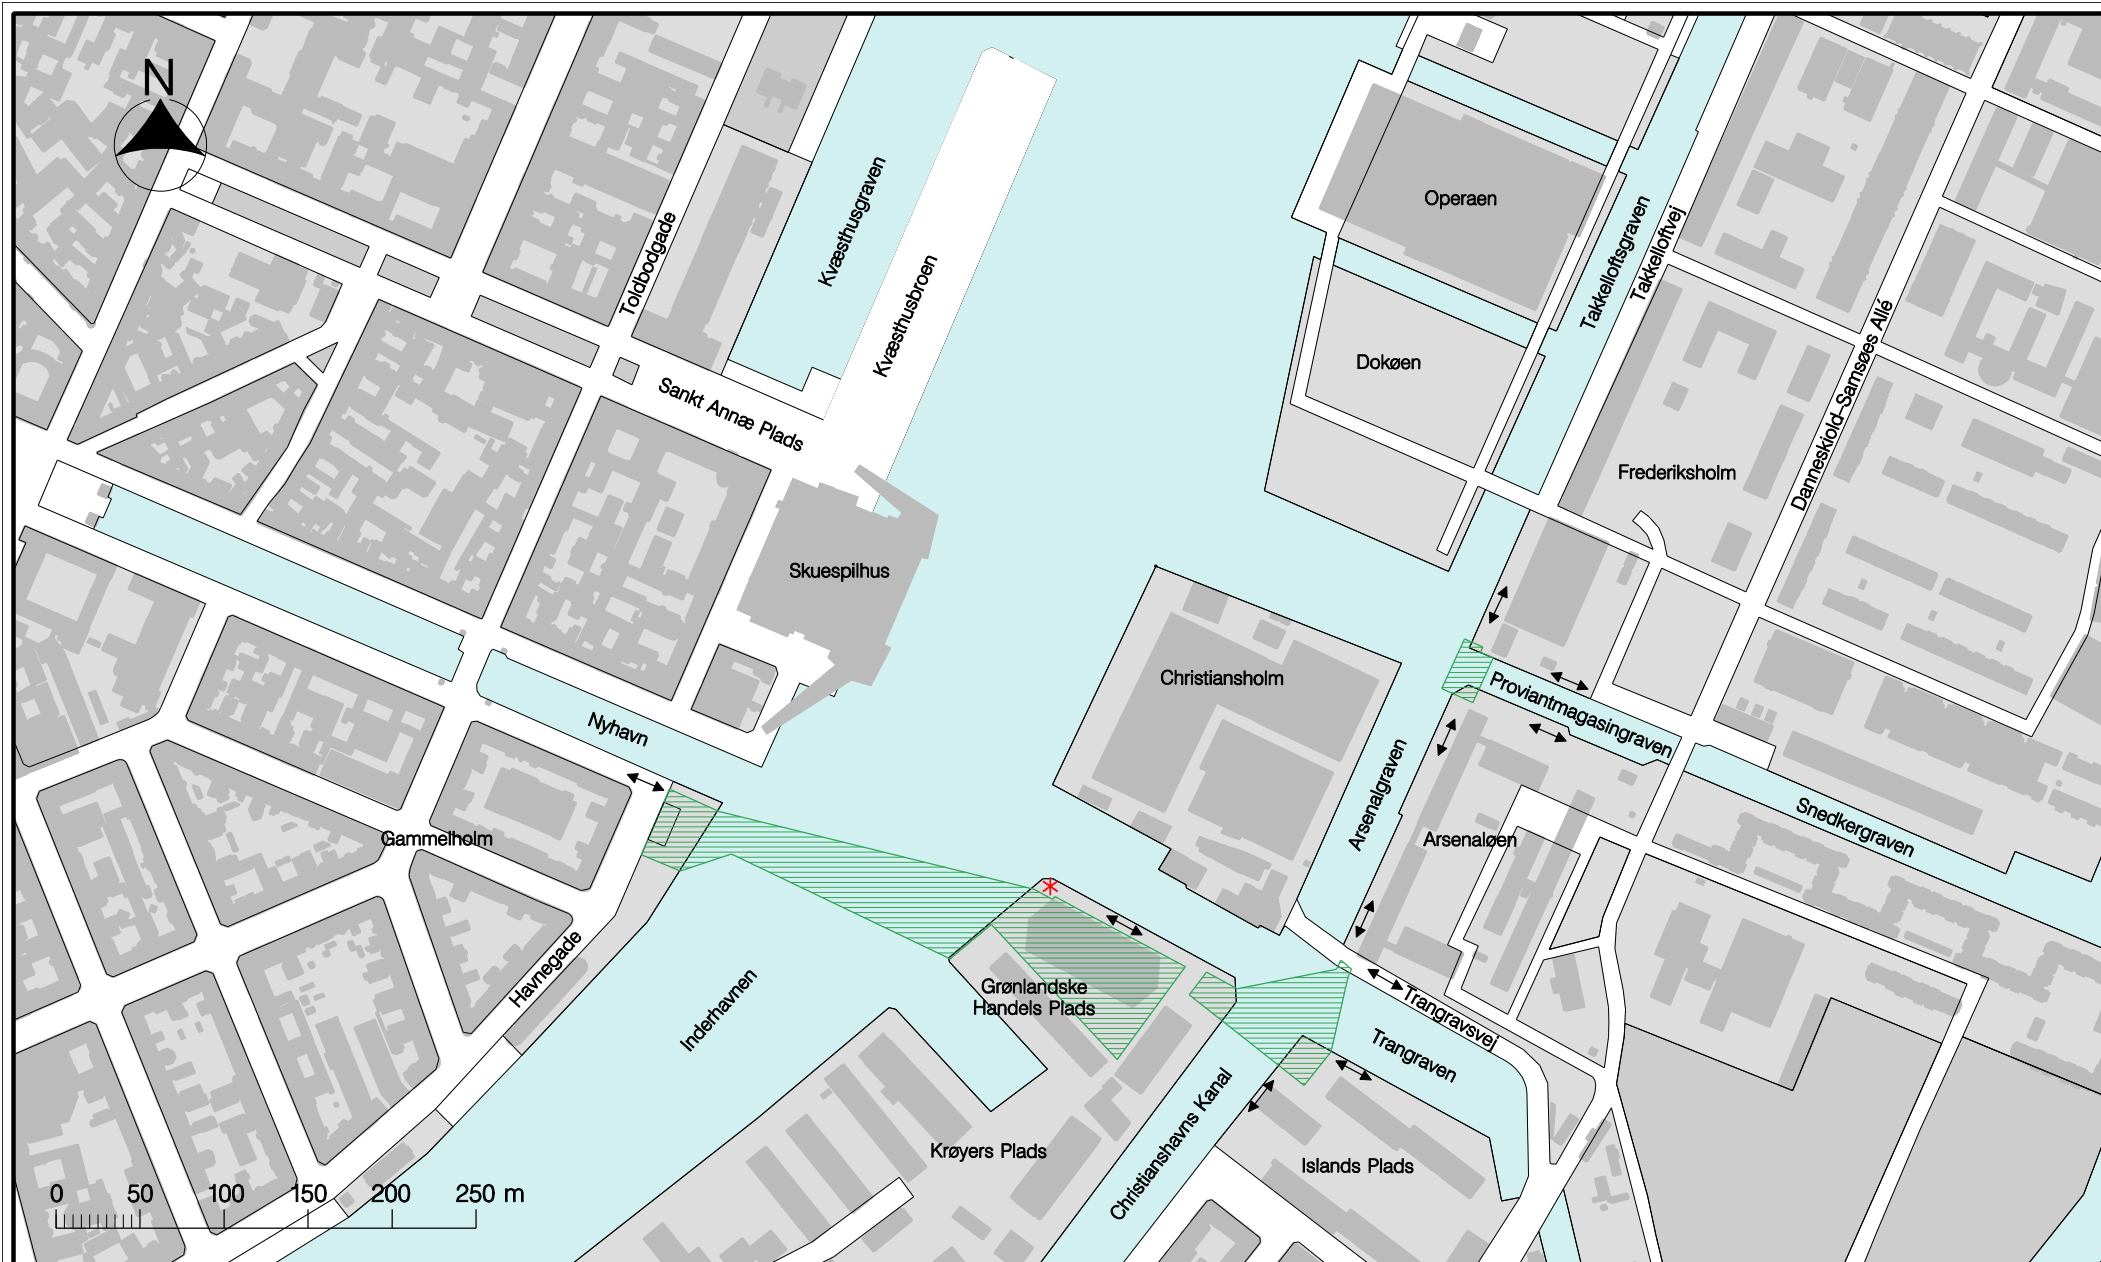 N
Operaen
Kvæsthusgraven
Toldbodgade
Takkelloftsgraven
Takkelloftvej
Kvæsthusbroen
Dokøen
Danneskiold-Samsøes Allé
Sankt Annæ Plads
Frederiksholm
Skuespilhus
Christiansholm
Proviantmagasingraven
Nyhavn
Arsenalgraven
Snedkergraven
Gammelholm
Arsenaløen
Havnegade
Inderhavnen
Grønlandske
Handels Plads
Trangravsvej
Trangraven
Christianshavns Kanal
Krøyers Plads
Islands Plads
0 50 100 150 200 250 m